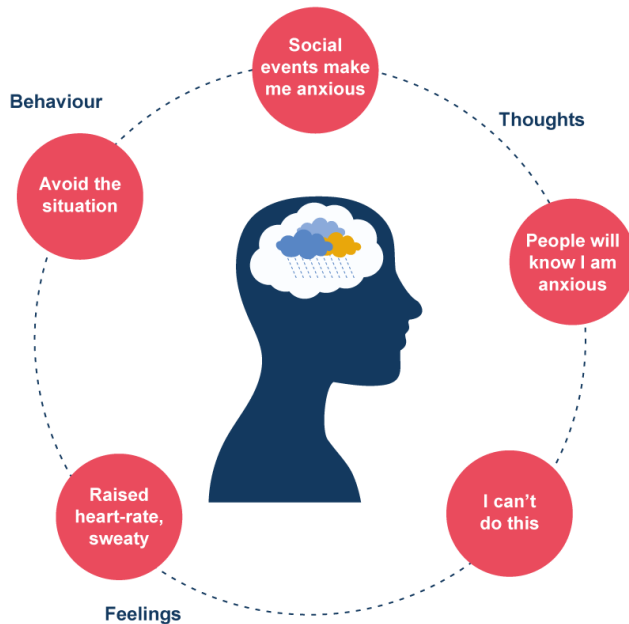 Social
events make
me anxious
Thoughts
People will
know I am
anxious
I can’t
do this
Feelings
Raised
heart-rate,
sweaty
Behaviour
Avoid the
situation